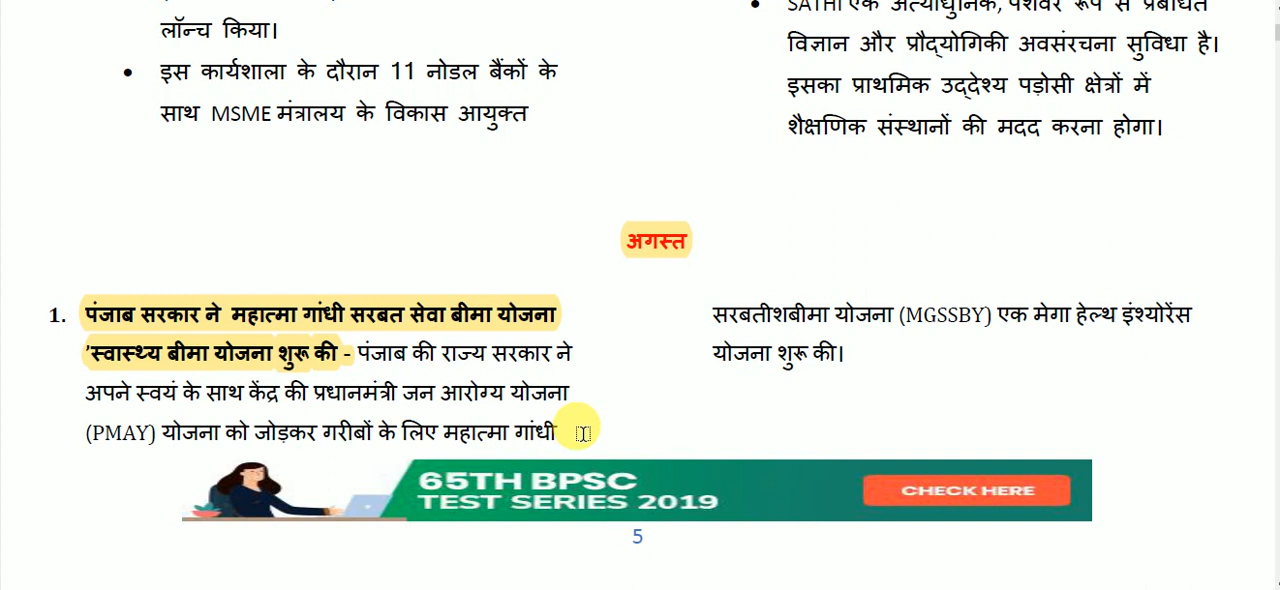 लॉन्च किया।
इस कार्यशाला के दौरान 11 नोडल बैंकों के
साथ MSME मंत्रालय के विकास आयुक्त
SATHI एक अत्याधुनिक, पेशेवर रूप से प्रबंधित
विज्ञान और प्रौद्योगिकी अवसंरचना सुविधा है।
इसका प्राथमिक उद्देश्य पड़ोसी क्षेत्रों में
शैक्षणिक संस्थानों की मदद करना होगा।
अगस्त
1. पंजाब सरकार ने महात्मा गांधी सरबत सेवा बीमा योजना
'स्वास्थ्य बीमा योजना शुरू की - पंजाब की राज्य सरकार ने
अपने स्वयं के साथ केंद्र की प्रधानमंत्री जन आरोग्य योजना
(PMAY) योजना को जोड़कर गरीबों के लिए महात्मा गांधी
सरबतीशबीमा योजना (MGSSBY) एक मेगा हेल्थ इंश्योरेंस
योजना शुरू की।
65TH BPSC
TEST SERIES 2019
CHECK HERE
5